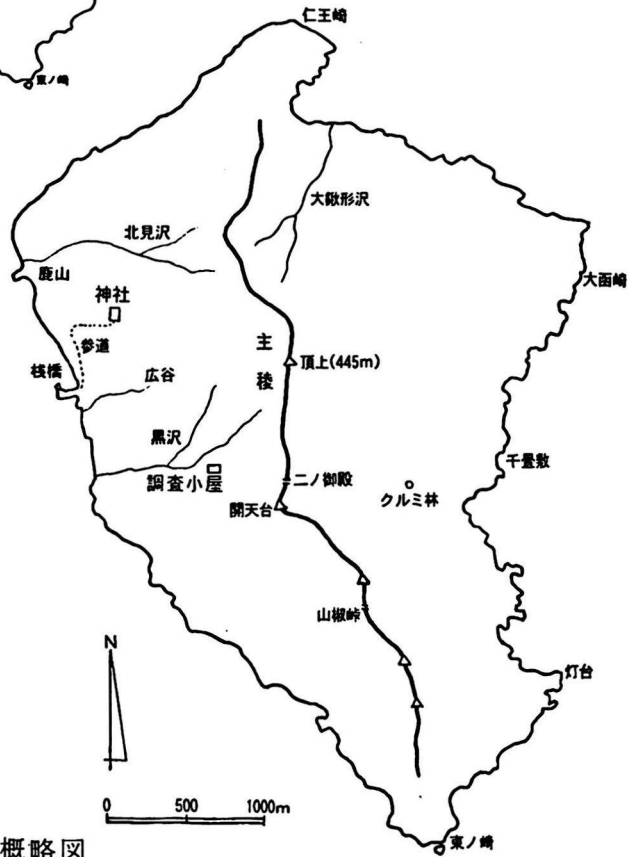 仁王崎
東ノ崎
大鍬形沢
北見沢
大函崎
鹿山
神社
参道
主稜
頂上(445m)
桟橋
広谷
黒沢
千畳敷
調査小屋
二ノ御殿
クルミ林
開天台
山椒峠
N
灯台
0 500 1000m
東ノ崎
概略図